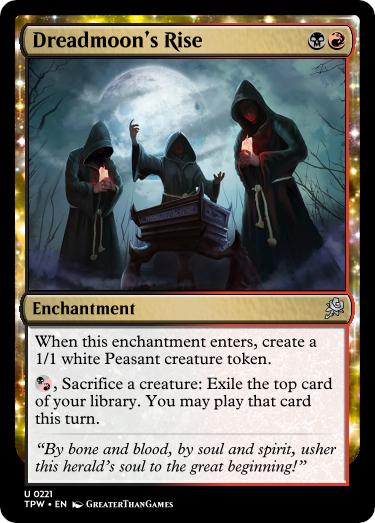 Dreadmoon's Rise
Enchantment
When this enchantment enters, create a
1/1 white Peasant creature token.
, Sacrifice a creature: Exile the top card
of your library. You may play that card
this turn.
“By bone and blood, by soul and spirit, usher
this herald's soul to the great beginning!”
U 0221
TPW • EN GreaterThanGames